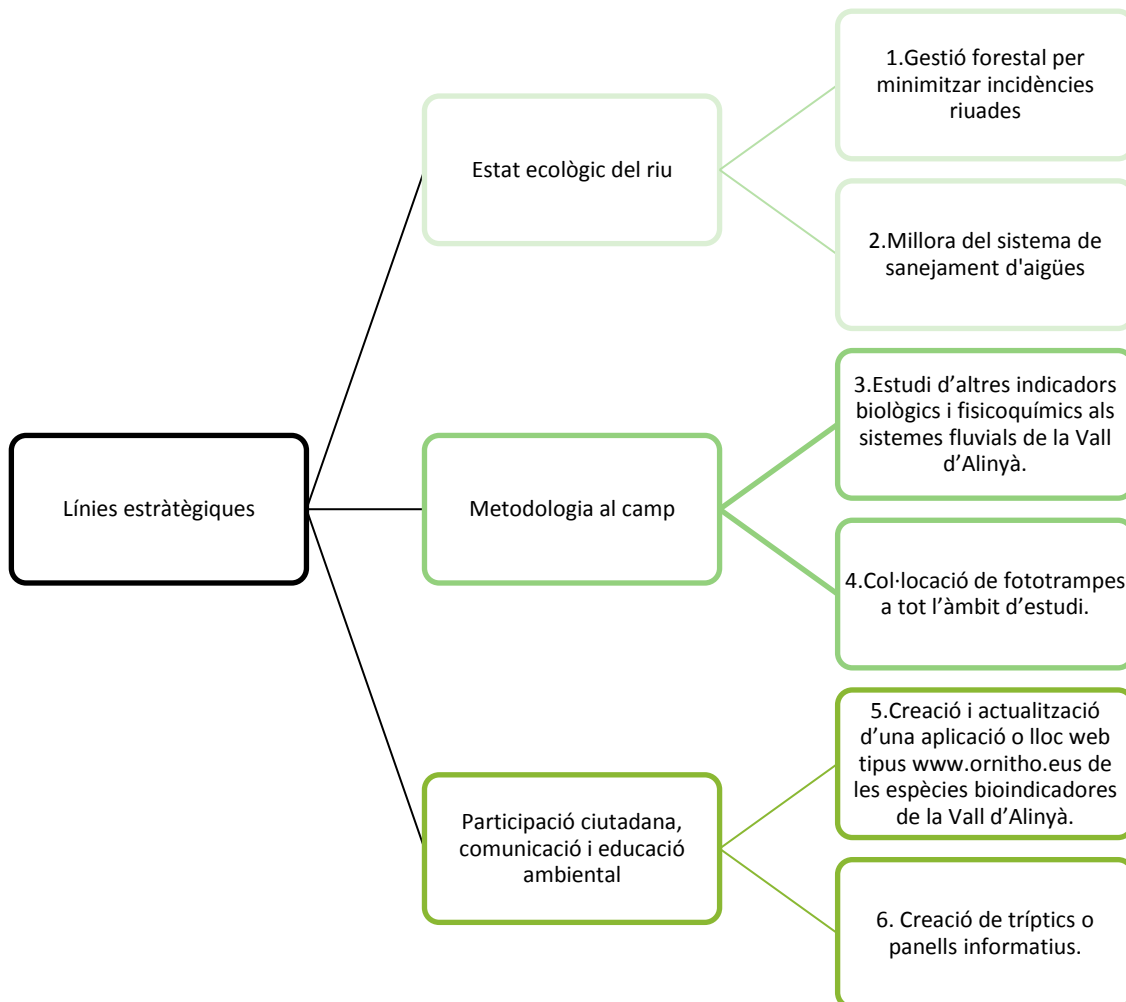 Línies estràtègiques
Estat ecològic del riu
1.Gestió forestal per
minimitzar incidències
riuades
2.Millora del sistema de
sanejament d'aigües
Metodologia al camp
3.Estudi d’altres indicadors
biològics i fisicoquímics als
sistemes fluvials de la Vall
d’Alinyà.
4.Col·locació de fototrampes
a tot l’àmbit d’estudi.
Participació ciutadana,
comunicació i educació
ambiental
5.Creació i actualització
d’una aplicació o lloc web
tipus www.ornitho.eus de
les espècies bioindicadores
de la Vall d’Alinyà.
6. Creació de tríptics o
panells informatius.